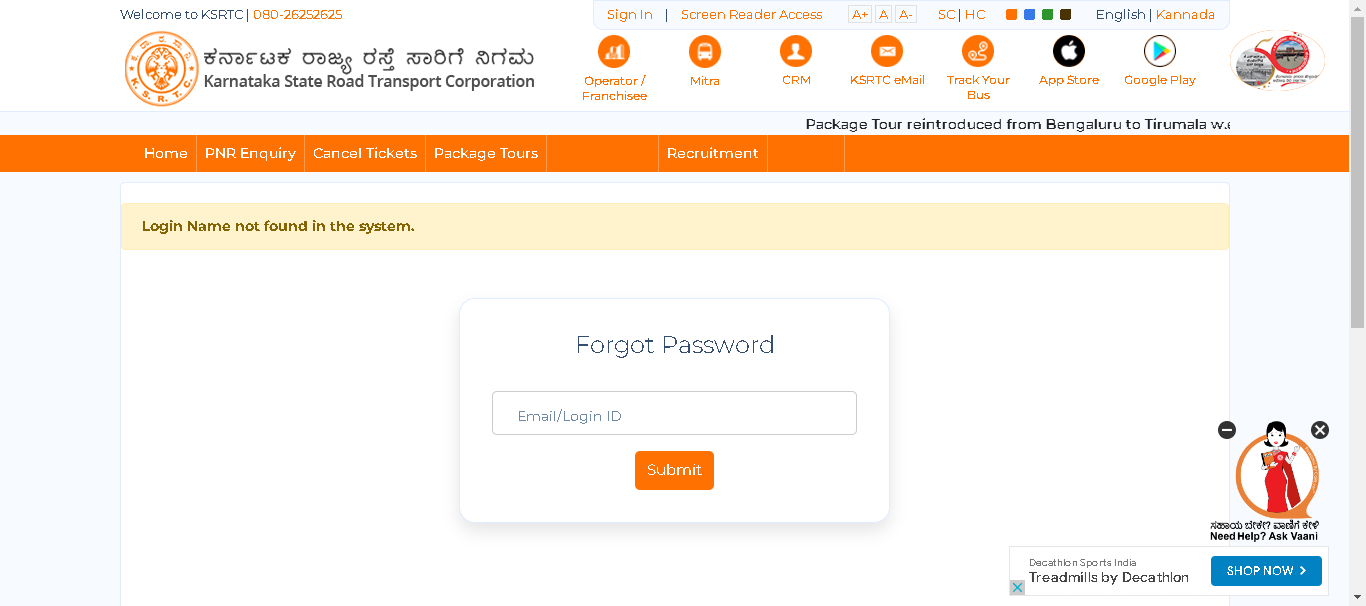 Welcome to KSRTC | 080-26252625
Sign In | Screen Reader Access A+ A A- SC | HC English | Kannada
ಕರ್ನಾಟಕ ರಾಜ್ಯ ರಸ್ತೆ ಸಾರಿಗೆ ನಿಗಮ
Karnataka State Road Transport Corporation
Operator /
Franchisee
Mitra
CRM
KSRTC eMail
Track Your
Bus
App Store
Google Play
Package Tour reintroduced from Bengaluru to Tirumala w.e
Home PNR Enquiry Cancel Tickets Package Tours Recruitment
Login Name not found in the system.
Forgot Password
Email/Login ID
Submit
ಸಹಾಯ ಬೇಕೇ? ವಾಣಿಗೆ ಕೇಳಿ
Need Help? Ask Vaani
Decathlon Sports India
Treadmills by Decathlon
SHOP NOW